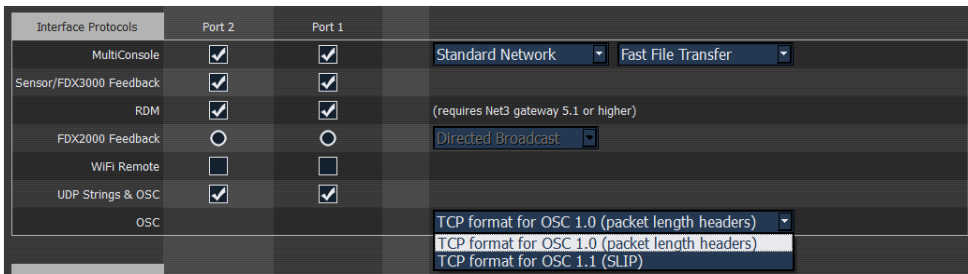 Interface Protocols Port 2 Port 1
MultiConsole Standard Network Fast File Transfer
Sensor/FDX3000 Feedback
RDM (requires Net3 gateway 5.1 or higher)
FDX2000 Feedback Directed Broadcast
WiFi Remote
UDP Strings & OSC
OSC TCP format for OSC 1.0 (packet length headers)
TCP format for OSC 1.0 (packet length headers)
TCP format for OSC 1.1 (SLIP)